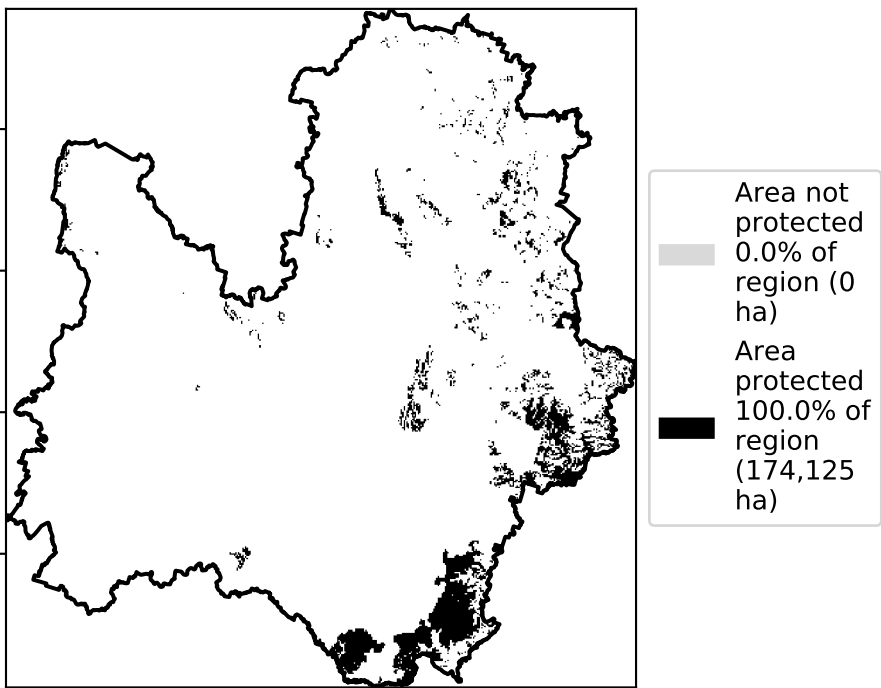 Area not
protected
0.0% of
region (0
ha)
Area
protected
100.0% of
region
(174,125
ha)